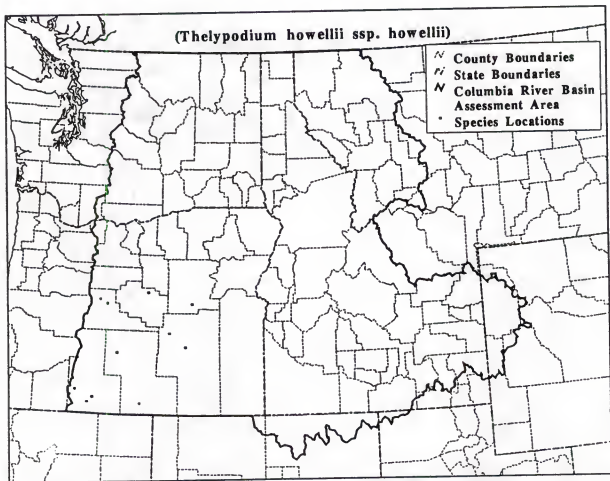 (Thelypodium howellii ssp. howellii)
County Boundaries
State Boundaries
Columbia River Basin
Assessment Area
Species Locations